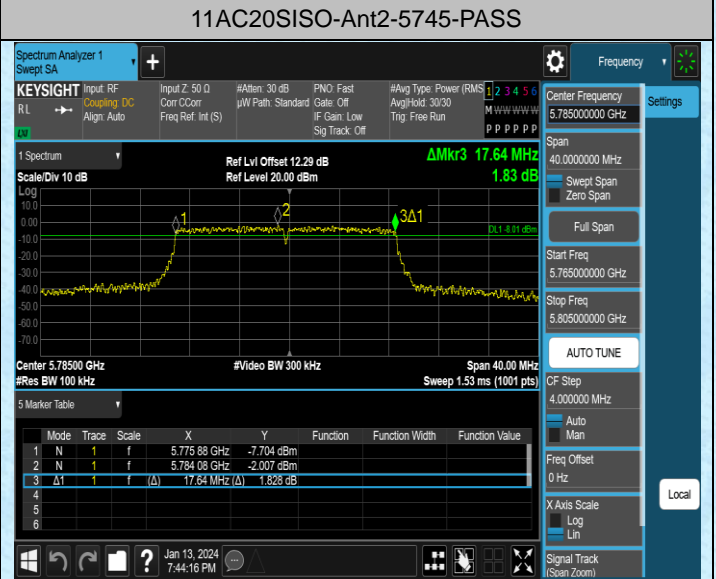 11AC20SISO-Ant2-5745-PASS
Spectrum Analyzer 1
Swept SA
Frequency
KEYSIGHT
RL
LXI
Input: RF
Coupling: DC
Align: Auto
Input Z: 50 Ω
Corr CCorr
Freq Ref: Int (S)
#Atten: 30 dB
µW Path: Standard
PNO: Fast
Gate: Off
IF Gain: Low
Sig Track: Off
#Avg Type: Power (RMS
Avg|Hold: 30/30
Trig: Free Run
1 2 3 4 5 6
M W W W W W
P P P P P P
1 Spectrum
Scale/Div 10 dB
Ref Lvl Offset 12.29 dB
Ref Level 20.00 dBm
ΔMkr3 17.64 MHz
1.83 dB
Log
10.0
0.00
-10.0
-20.0
-30.0
-40.0
-50.0
-60.0
-70.0
1
2
3Δ1
DL1 -8.01 dBm
Center 5.78500 GHz
#Video BW 300 kHz
Span 40.00 MHz
#Res BW 100 kHz
Sweep 1.53 ms (1001 pts)
5 Marker Table
Mode Trace Scale X Y Function Function Width Function Value
1 N 1 f 5.775 88 GHz -7.704 dBm
2 N 1 f 5.784 08 GHz -2.007 dBm
3 Δ1 1 f (Δ) 17.64 MHz (Δ) 1.828 dB
4
5
6
Jan 13, 2024
7:44:16 PM
Center Frequency
5.785000000 GHz
Span
40.0000000 MHz
Swept Span
Zero Span
Full Span
Start Freq
5.765000000 GHz
Stop Freq
5.805000000 GHz
AUTO TUNE
CF Step
4.000000 MHz
Auto
Man
Freq Offset
0 Hz
X Axis Scale
Log
Lin
Signal Track
(Span Zoom)
Settings
Local